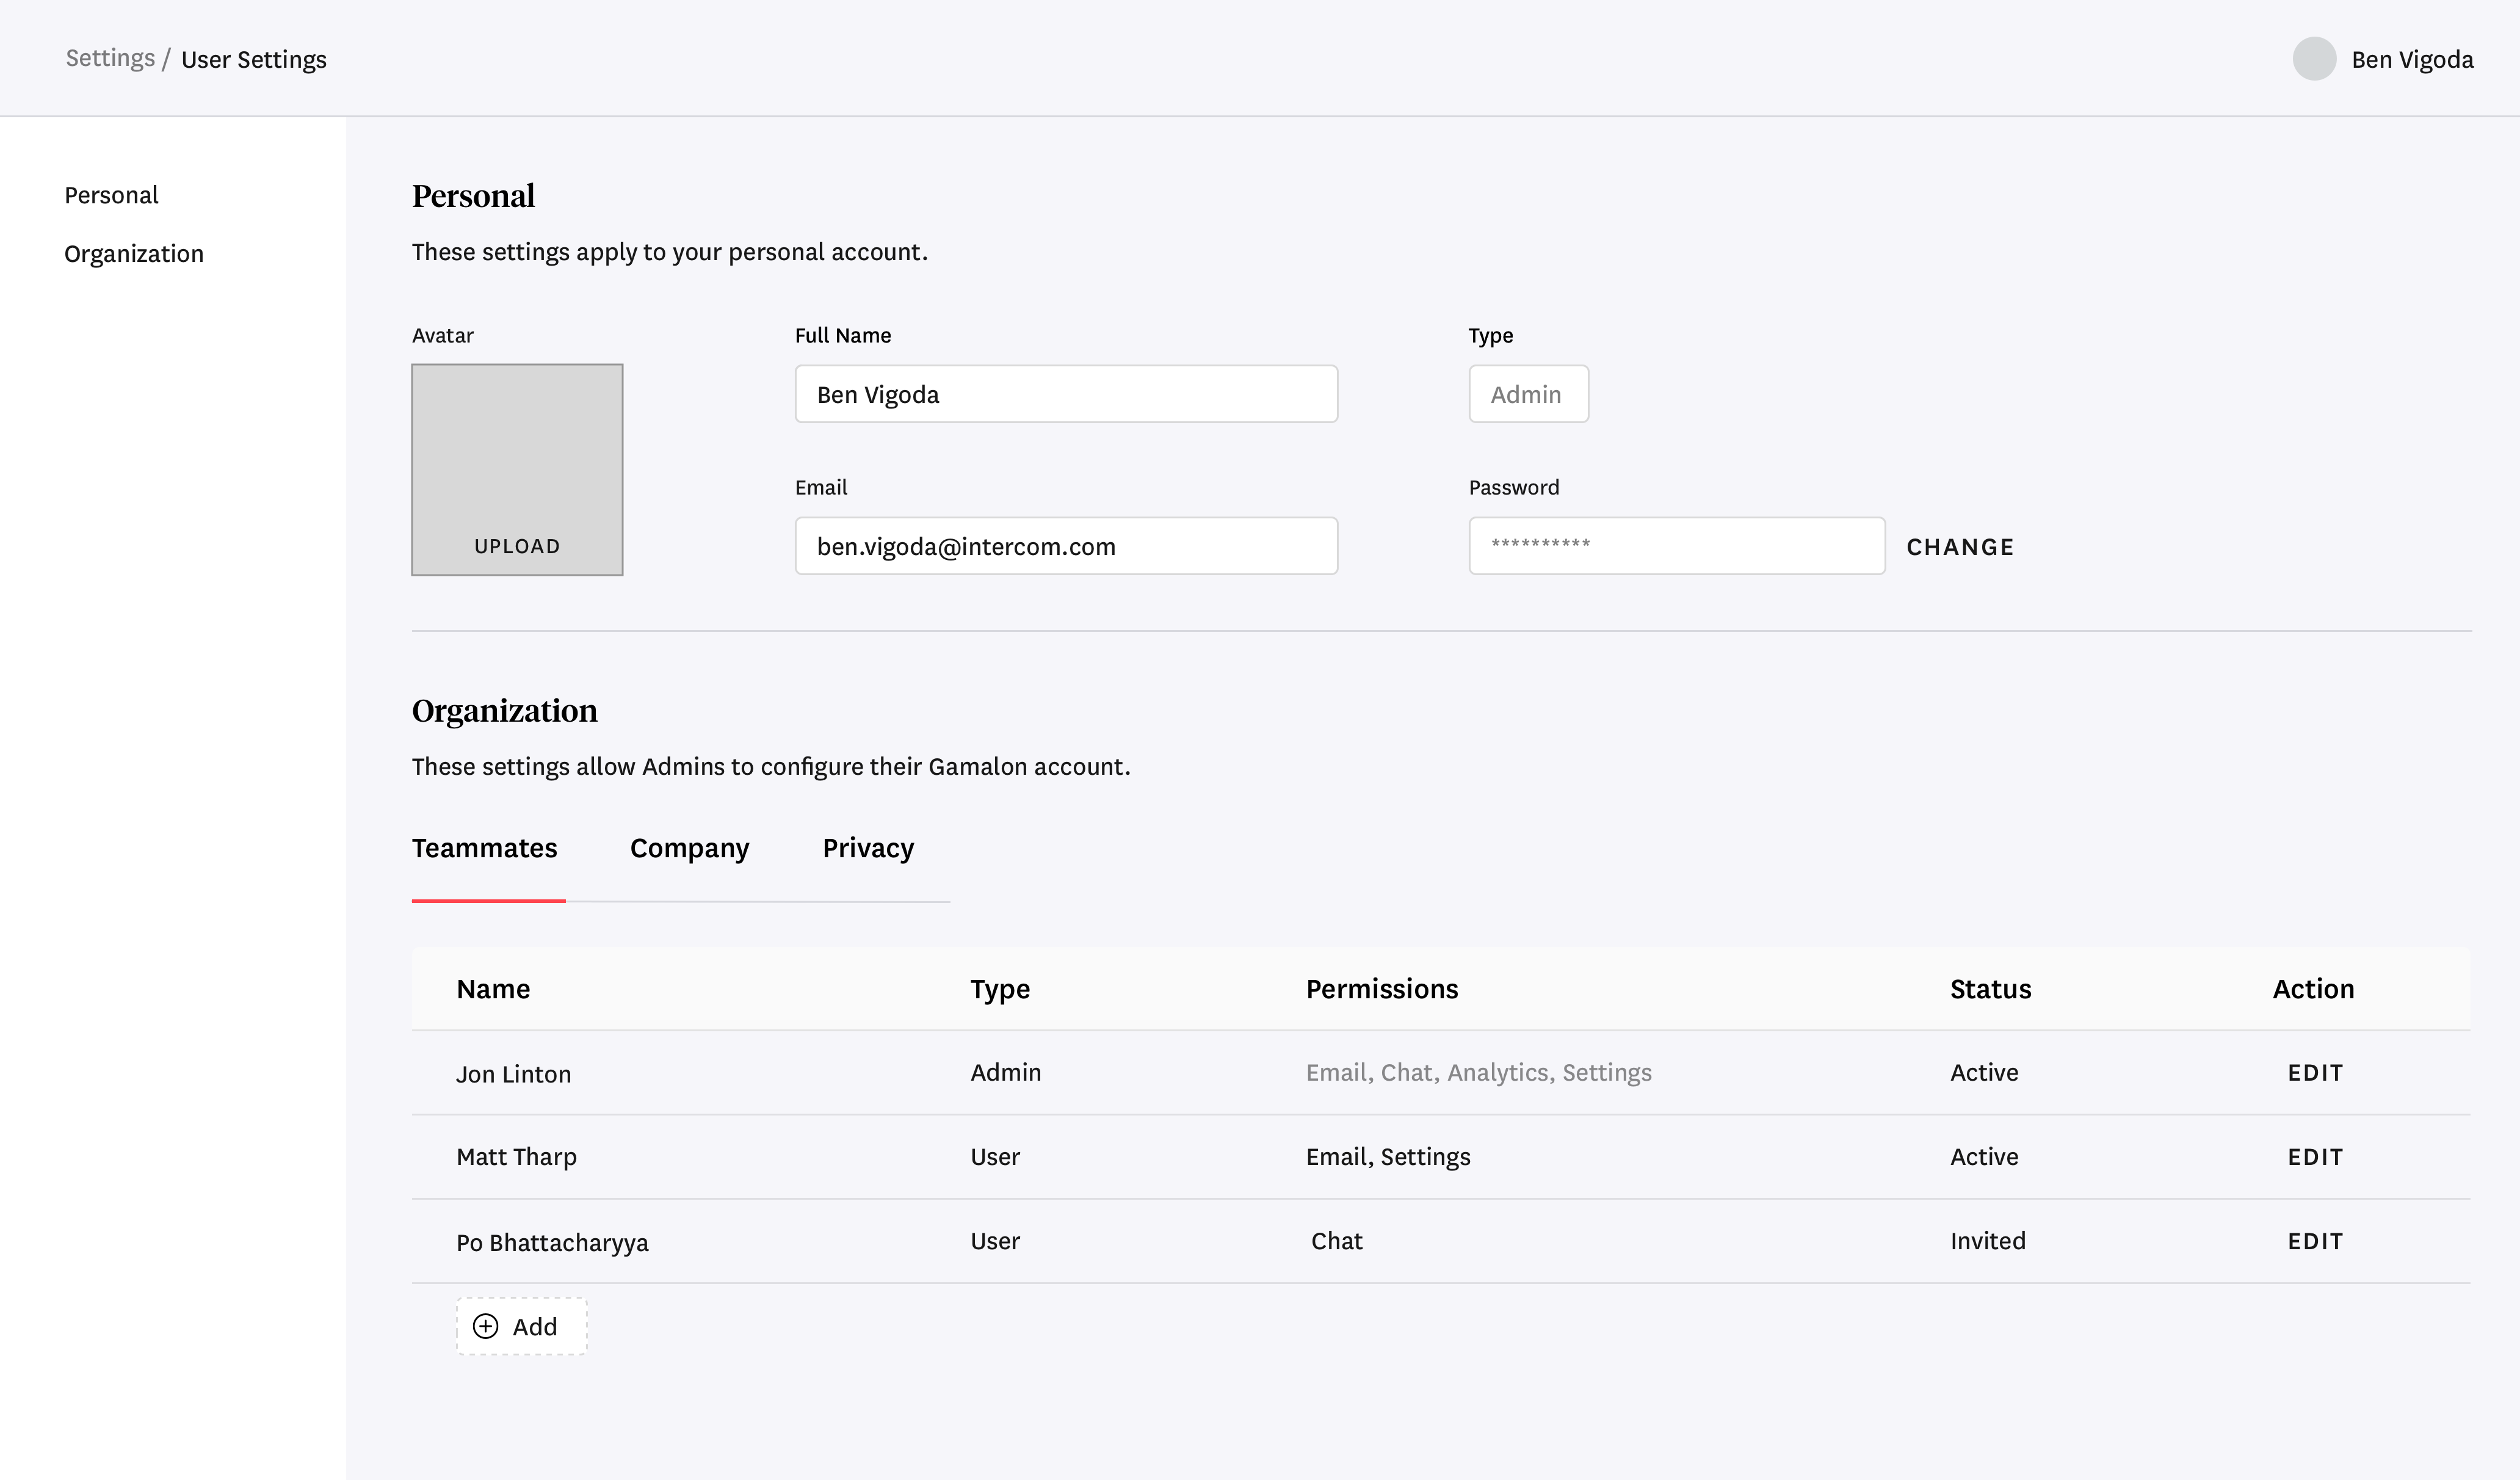 Settings / User Settings
Ben Vigoda
Personal
Organization
Personal
These settings apply to your personal account.
Avatar
Full Name
Type
UPLOAD
Ben Vigoda
Admin
Email
Password
ben.vigoda@intercom.com
**********
CHANGE
Organization
These settings allow Admins to configure their Gamalon account.
Teammates Company Privacy
Name Type Permissions Status Action
Jon Linton Admin Email, Chat, Analytics, Settings Active EDIT
Matt Tharp User Email, Settings Active EDIT
Po Bhattacharyya User Chat Invited EDIT
Add